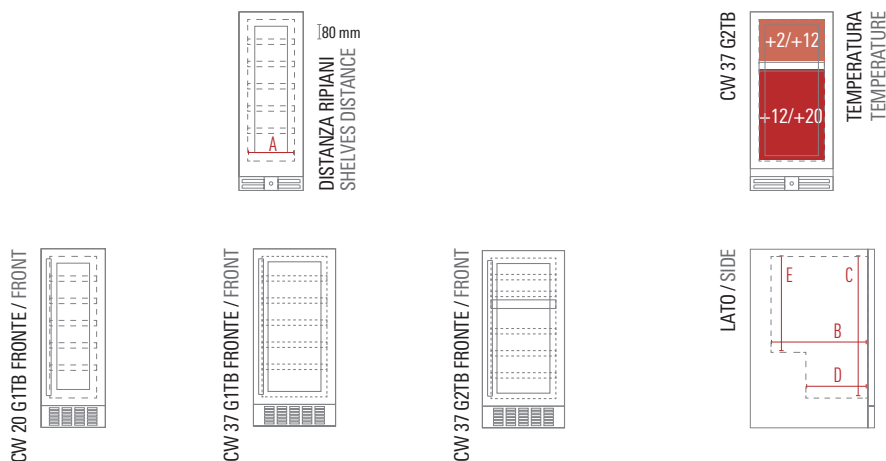 80 mm
A
DISTANZA RIPIANI
SHELVES DISTANCE
CW 37 G2TB
+2/+12
+12/+20
TEMPERATURA
TEMPERATURE
CW 20 G1TB FRONTE / FRONT
CW 37 G1TB FRONTE / FRONT
CW 37 G2TB FRONTE / FRONT
LATO / SIDE
E
C
B
D